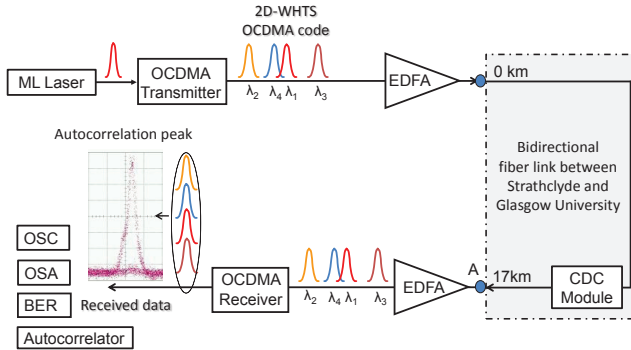 2D-WHTS
OCDMA code
ML Laser
OCDMA
Transmitter
λ2 λ4 λ1 λ3
EDFA
0 km
Bidirectional
fiber link between
Strathclyde and
Glasgow University
CDC
Module
17km
A
EDFA
λ2 λ4 λ1 λ3
OCDMA
Receiver
Autocorrelation peak
Received data
OSC
OSA
BER
Autocorrelator